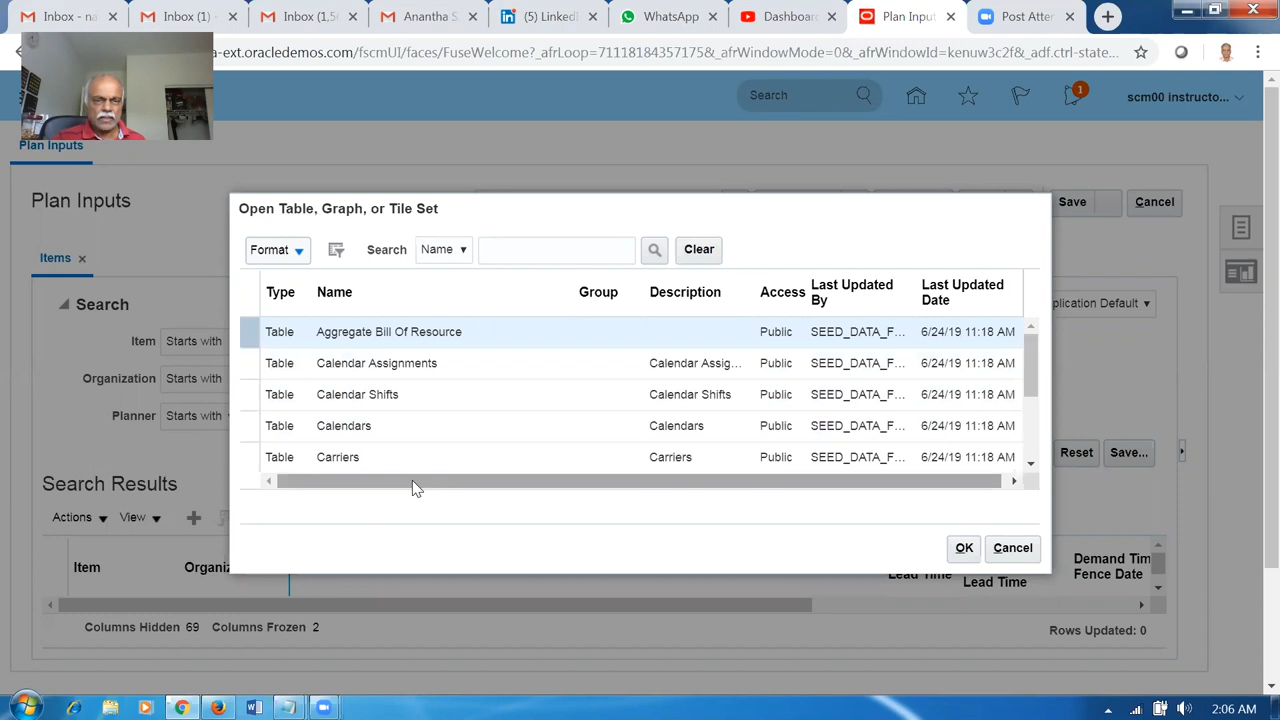 Inbox - na
Inbox (1) -
Inbox (1,5
Anantha S
WhatsApp
Dashboa
Plan Inpu
Post Atter
a-ext.oracledemos.com/fscmUI/faces/FuseWelcome?_afrLoop=71118184357175&_afrWindowMode=0&_afrWindowId=kenuw3c2f&_adf.ctrl-state...
Search
1
scm00 instructo...
Plan Inputs
Plan Inputs
Save
Cancel
Open Table, Graph, or Tile Set
Format
Search
Name
Clear
Items
Type
Name
Group
Description
Access
Last Updated By
Last Updated Date
Search
plication Default
Table Aggregate Bill Of Resource Public SEED_DATA_F... 6/24/19 11:18 AM
Item Starts with
Table Calendar Assignments Calendar Assig... Public SEED_DATA_F... 6/24/19 11:18 AM
Organization Starts with
Table Calendar Shifts Calendar Shifts Public SEED_DATA_F... 6/24/19 11:18 AM
Planner Starts with
Table Calendars Calendars Public SEED_DATA_F... 6/24/19 11:18 AM
Table Carriers Carriers Public SEED_DATA_F... 6/24/19 11:18 AM
Reset
Save...
Search Results
Actions
View
OK
Cancel
Item
Organiz
Lead Time
Lead Time
Demand Tim
Fence Date
Columns Hidden 69
Columns Frozen 2
Rows Updated: 0
2:06 AM